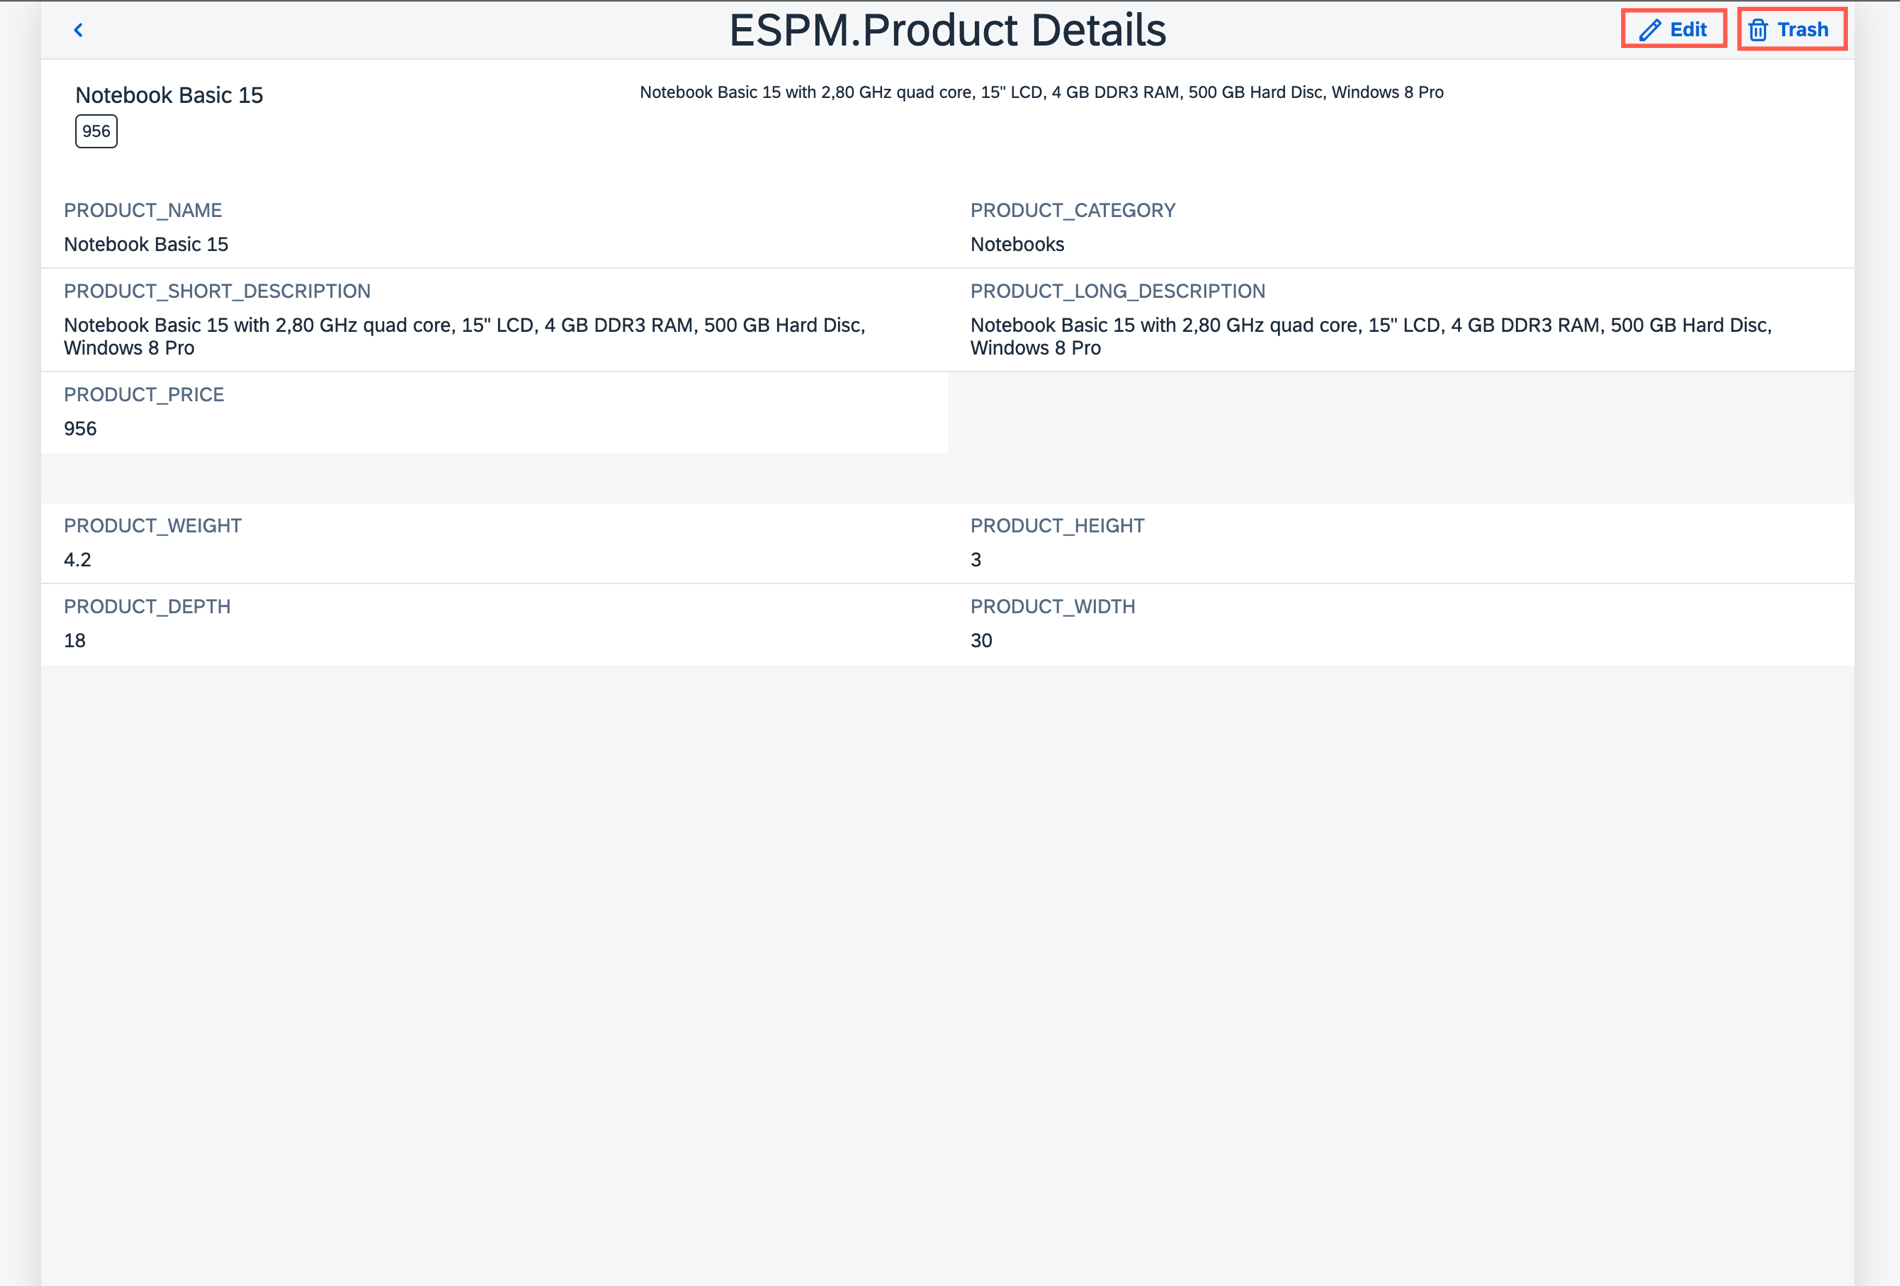 ESPM.Product Details
Edit
Trash
Notebook Basic 15
Notebook Basic 15 with 2,80 GHz quad core, 15" LCD, 4 GB DDR3 RAM, 500 GB Hard Disc, Windows 8 Pro
956
PRODUCT_NAME
Notebook Basic 15
PRODUCT_CATEGORY
Notebooks
PRODUCT_SHORT_DESCRIPTION
Notebook Basic 15 with 2,80 GHz quad core, 15" LCD, 4 GB DDR3 RAM, 500 GB Hard Disc,
Windows 8 Pro
PRODUCT_LONG_DESCRIPTION
Notebook Basic 15 with 2,80 GHz quad core, 15" LCD, 4 GB DDR3 RAM, 500 GB Hard Disc,
Windows 8 Pro
PRODUCT_PRICE
956
PRODUCT_WEIGHT
4.2
PRODUCT_HEIGHT
3
PRODUCT_DEPTH
18
PRODUCT_WIDTH
30